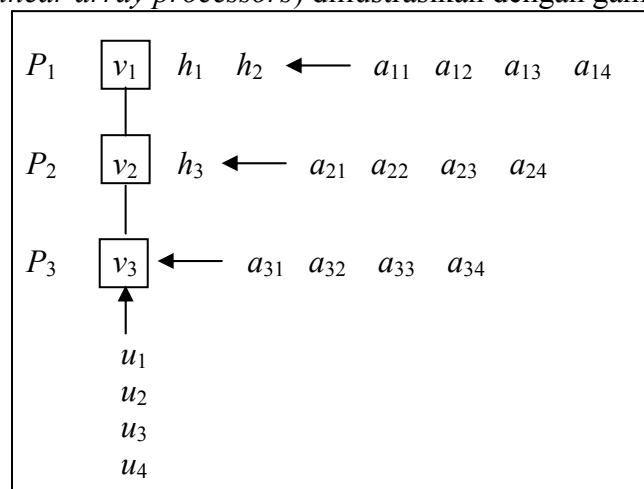 linear array processors) diilustrasikan dengan gam
P1 v1 h1 h2 a11 a12 a13 a14
P2 v2 h3 a21 a22 a23 a24
P3 v3 a31 a32 a33 a34
u1
u2
u3
u4